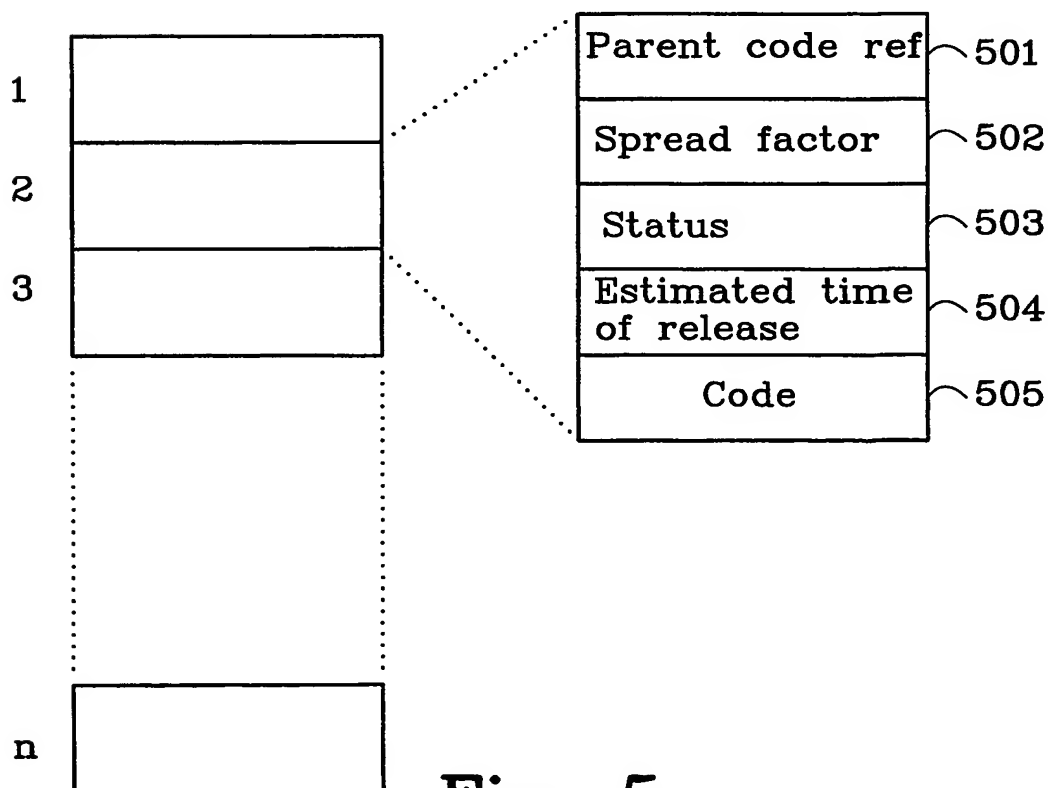 1
2
3
n
Parent code ref 501
Spread factor 502
Status 503
Estimated time
of release 504
Code 505
Fig. 5